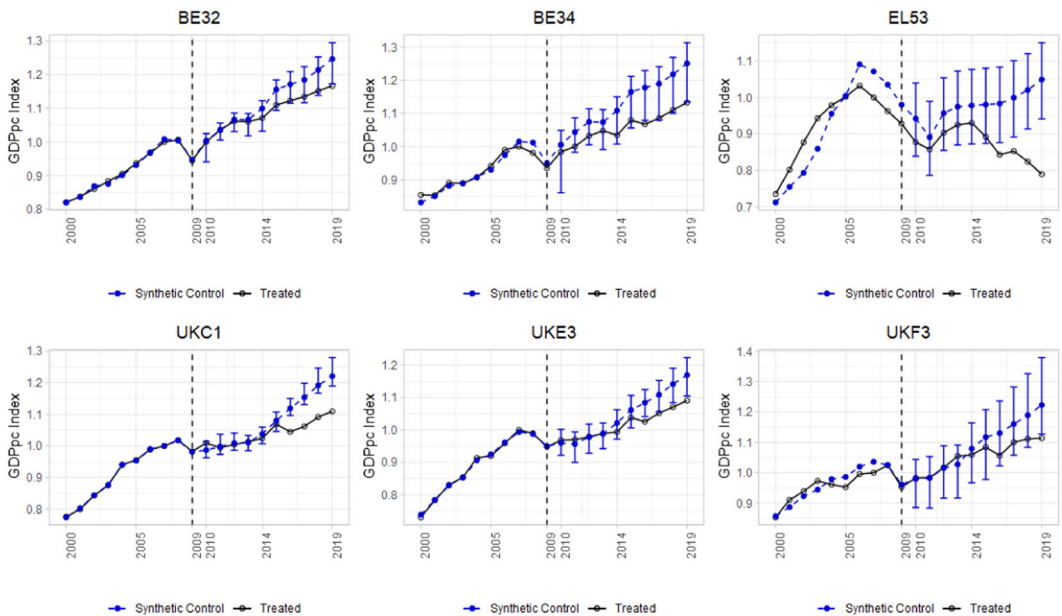 BE32 BE34 EL53
GDPpc Index
1.3
1.2
1.1
1.0
0.9
0.8
2000 2005 2009 2010 2014 2019
Synthetic Control Treated
GDPpc Index
1.3
1.2
1.1
1.0
0.9
2000 2005 2009 2010 2014 2019
Synthetic Control Treated
GDPpc Index
1.1
1.0
0.9
0.8
0.7
2000 2005 2009 2010 2014 2019
Synthetic Control Treated
UKC1 UKE3 UKF3
GDPpc Index
1.3
1.2
1.1
1.0
0.9
0.8
2000 2005 2009 2010 2014 2019
Synthetic Control Treated
GDPpc Index
1.2
1.1
1.0
0.9
0.8
2000 2005 2009 2010 2014 2019
Synthetic Control Treated
GDPpc Index
1.4
1.3
1.2
1.1
1.0
0.9
2000 2005 2009 2010 2014 2019
Synthetic Control Treated